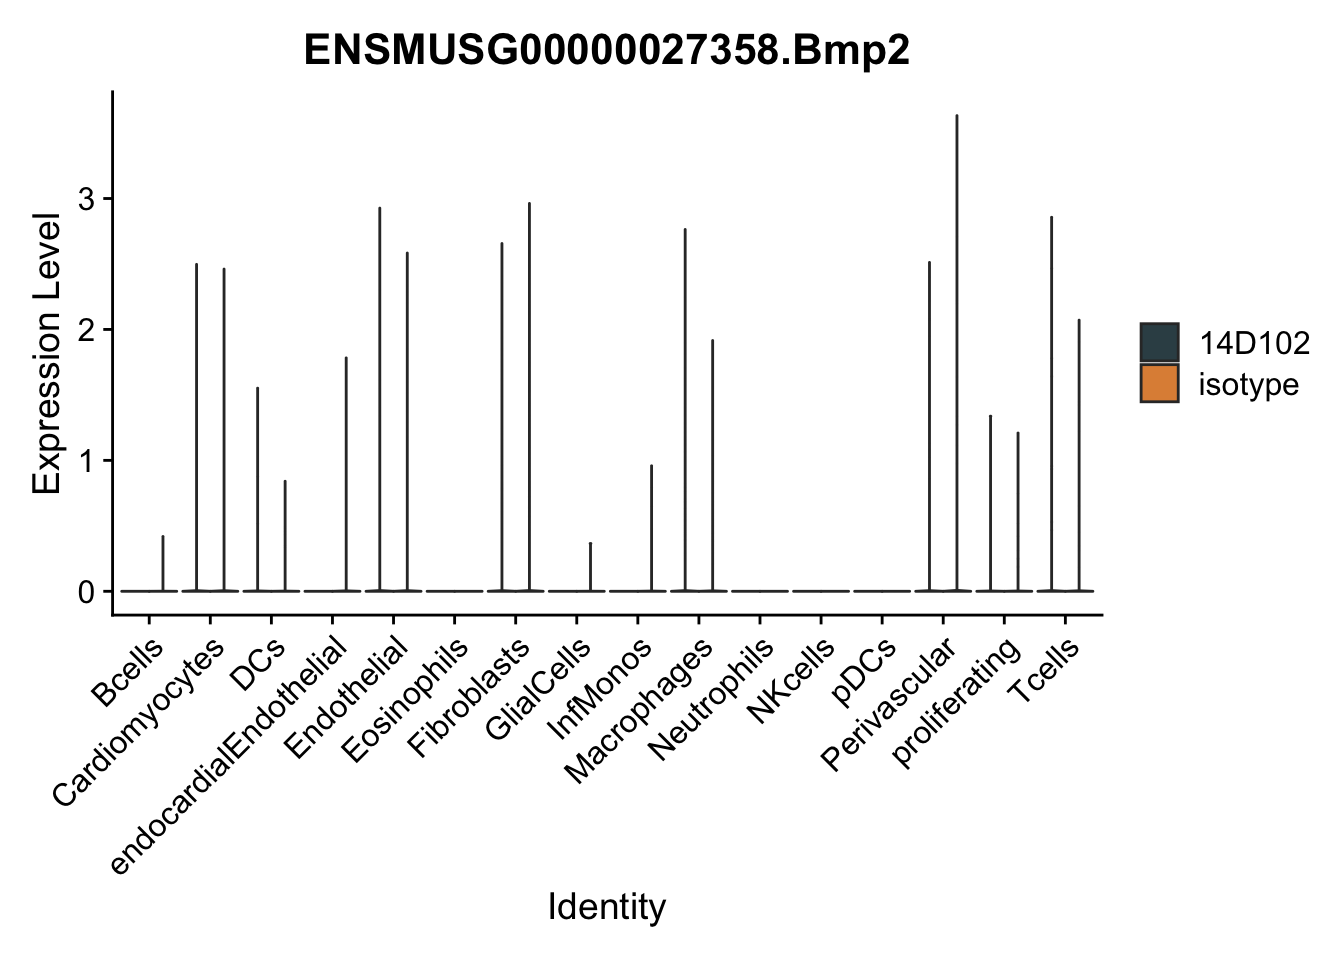 ENSMUSG00000027358.Bmp2
Expression Level
3
2
1
0
Bcells
Cardiomyocytes
DCs
endocardialEndothelial
Endothelial
Eosinophils
Fibroblasts
GlialCells
InfMonos
Macrophages
Neutrophils
NKcells
pDCs
Perivascular
proliferating
Tcells
Identity
14D102
isotype